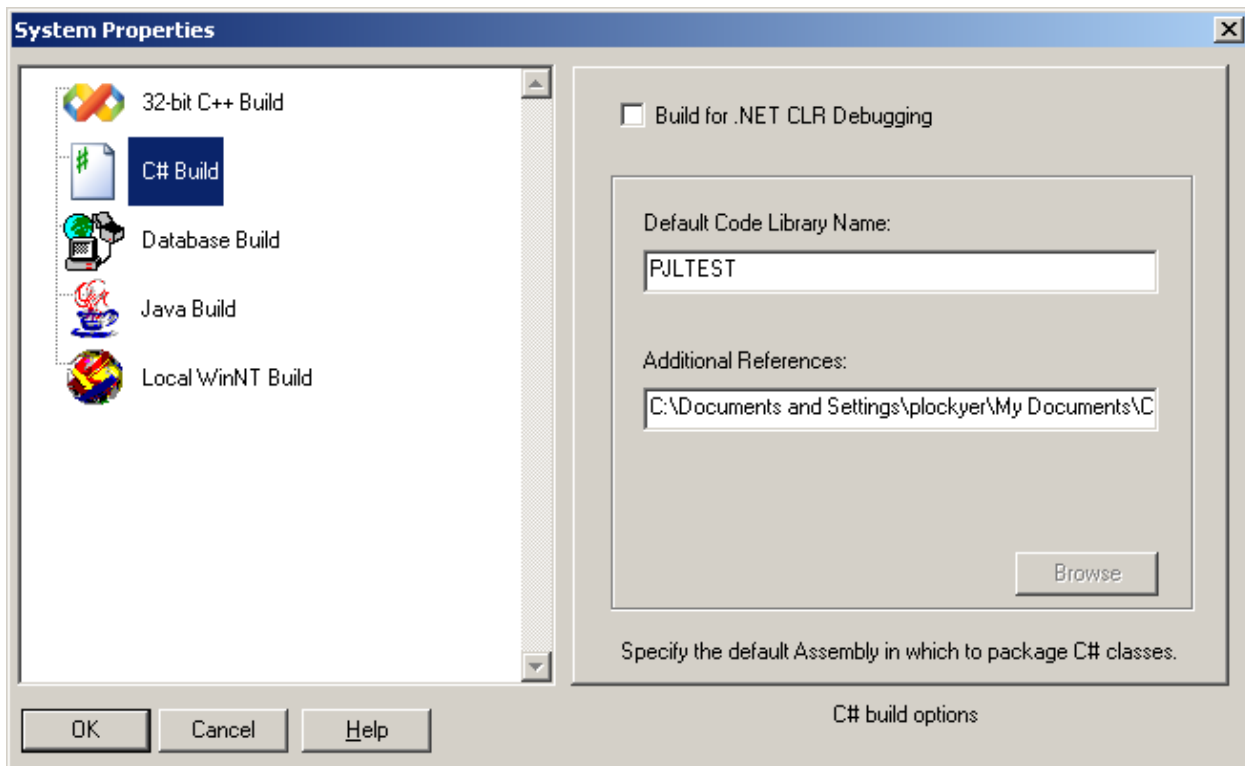 System Properties
32-bit C++ Build
C# Build
Database Build
Java Build
Local WinNT Build
Build for .NET CLR Debugging
Default Code Library Name:
PJLTEST
Additional References:
C:\Documents and Settings\plockyer\My Documents\C
Browse
Specify the default Assembly in which to package C# classes.
C# build options
OK
Cancel
Help